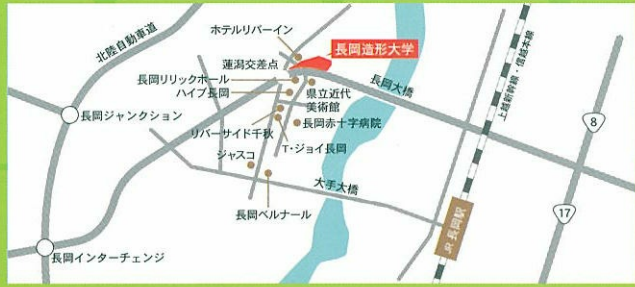 ホテルリバーイン
北陸自動車道
蓮潟交差点
長岡造形大学
長岡リリックホール
ハイブ長岡
県立近代
美術館
長岡大橋
上越新幹線・信越本線
長岡ジャンクション
長岡赤十字病院
8
リバーサイド千秋
T・ジョイ長岡
ジャスコ
大手大橋
長岡ベルナール
17
JR 長岡駅
長岡インターチェンジ